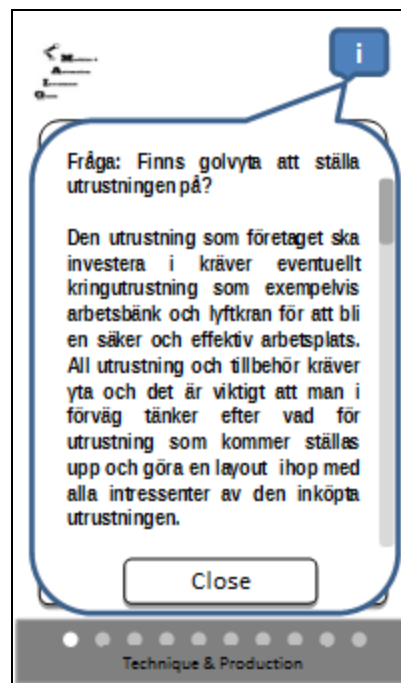 i
Fråga: Finns golvyta att ställa
utrustningen på?
Den utrustning som företaget ska
investera i kräver eventuellt
kringutrustning som exempelvis
arbetsbänk och lyftkran för att bli
en säker och effektiv arbetsplats.
All utrustning och tillbehör kräver
yta och det är viktigt att man i
förväg tänker efter vad för
utrustning som kommer ställas
upp och göra en layout ihop med
alla intressenter av den inköpta
utrustningen.
Close
Technique & Production